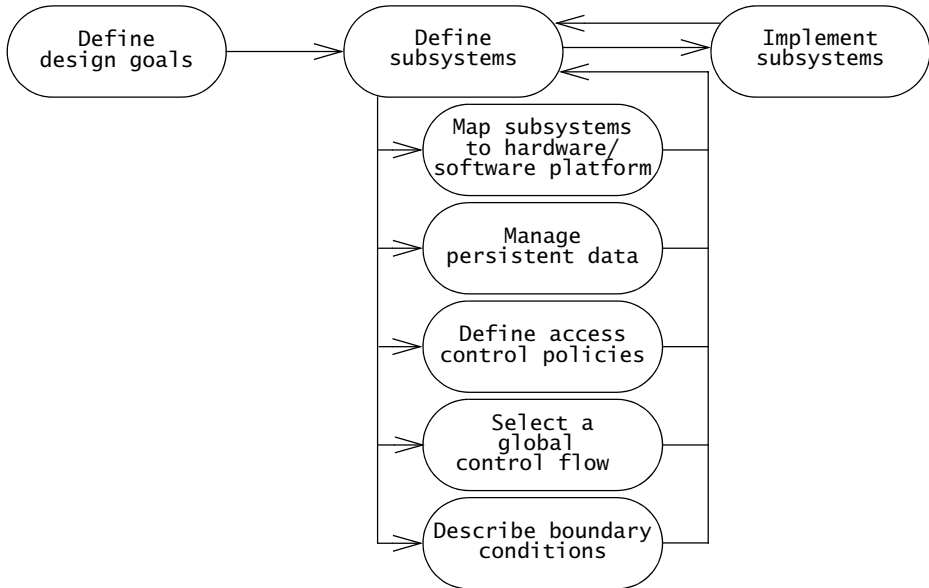 Define
design goals
Define
subsystems
Implement
subsystems
Map subsystems
to hardware/
software platform
Manage
persistent data
Define access
control policies
Select a
global
control flow
Describe boundary
conditions